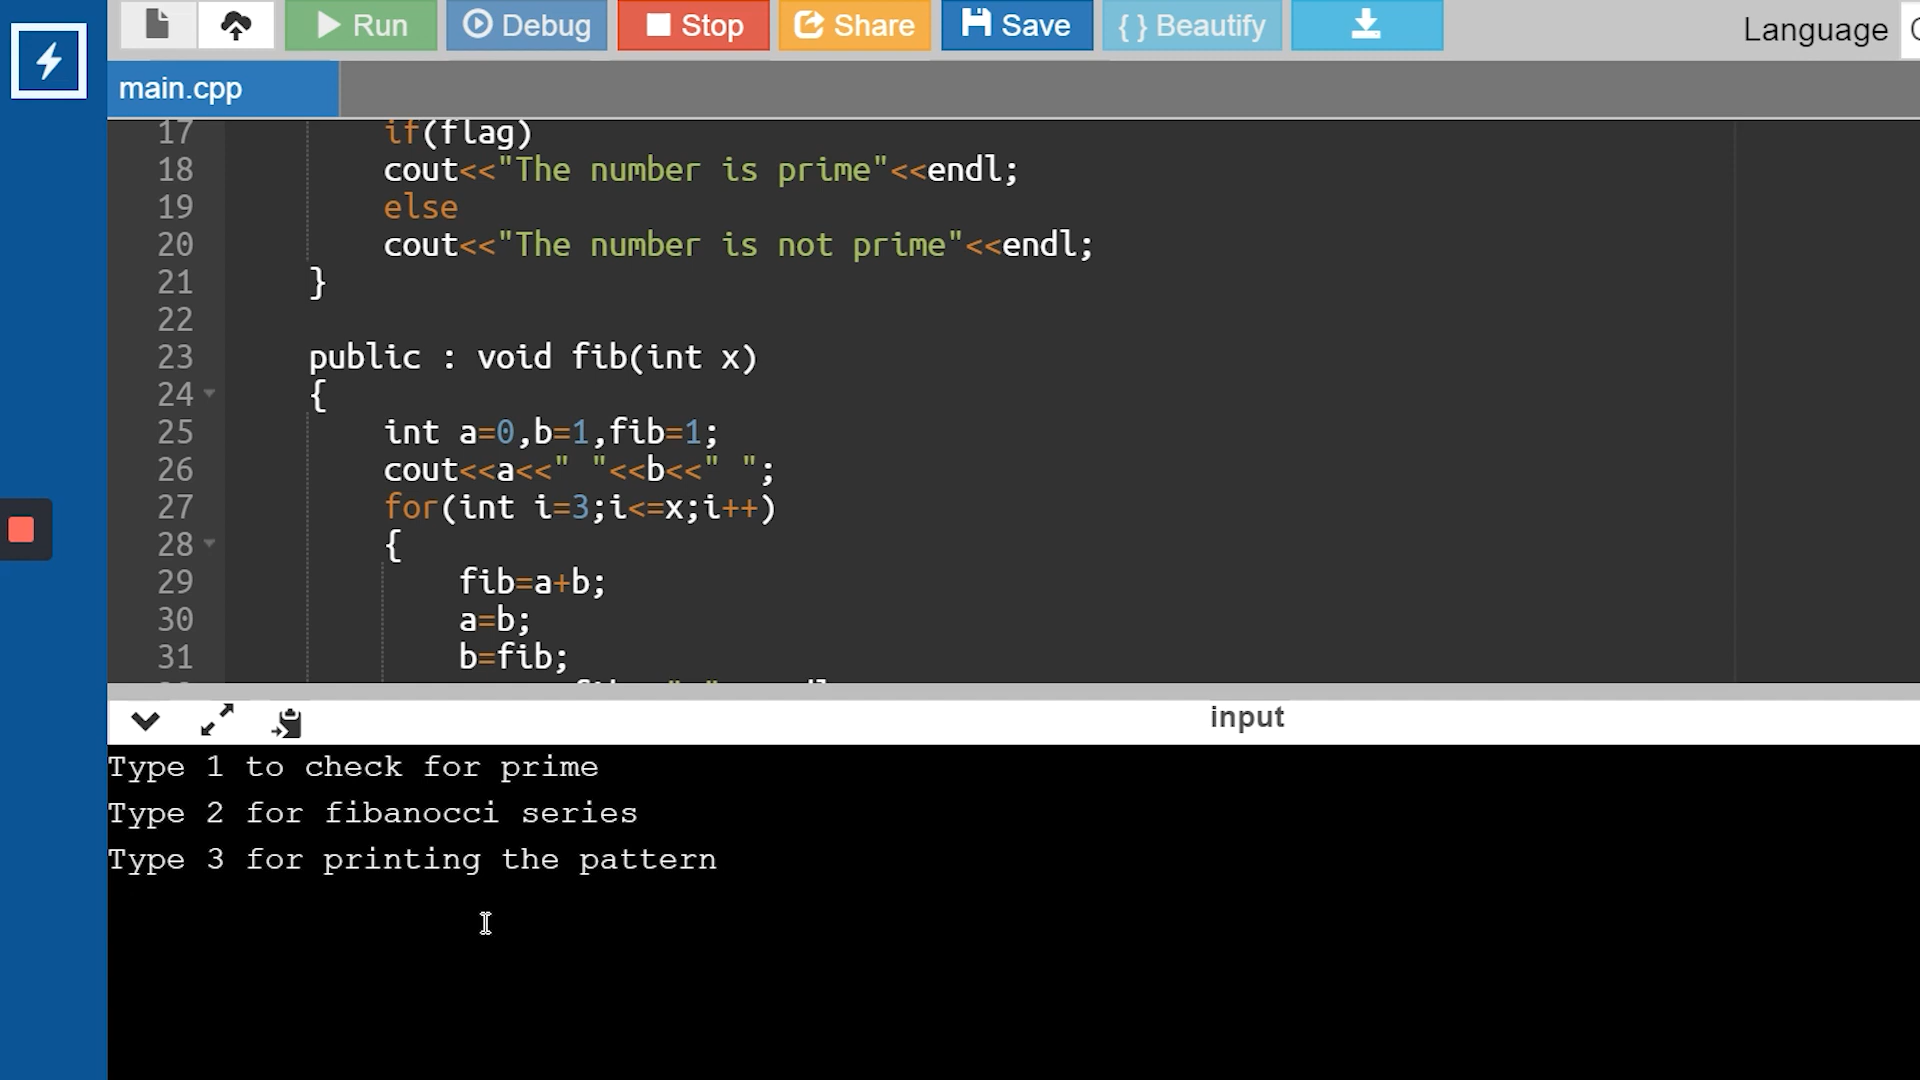 Run Debug Stop Share Save { } Beautify Language
main.cpp
17 if(flag)
18 cout<<"The number is prime"<<endl;
19 else
20 cout<<"The number is not prime"<<endl;
21 }
22
23 public : void fib(int x)
24 {
25 int a=0,b=1,fib=1;
26 cout<<a<<" "<<b<<" ";
27 for(int i=3;i<=x;i++)
28 {
29 fib=a+b;
30 a=b;
31 b=fib;
input
Type 1 to check for prime
Type 2 for fibanocci series
Type 3 for printing the pattern